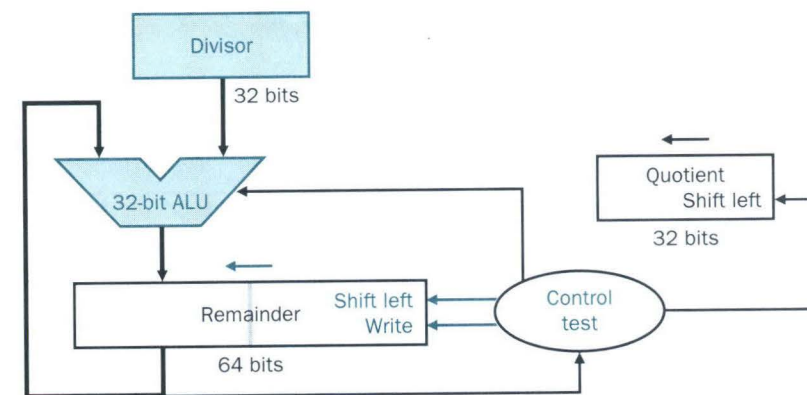 Divisor
32 bits
32-bit ALU
Quotient
Shift left
32 bits
Remainder
Shift left
Write
64 bits
Control
test